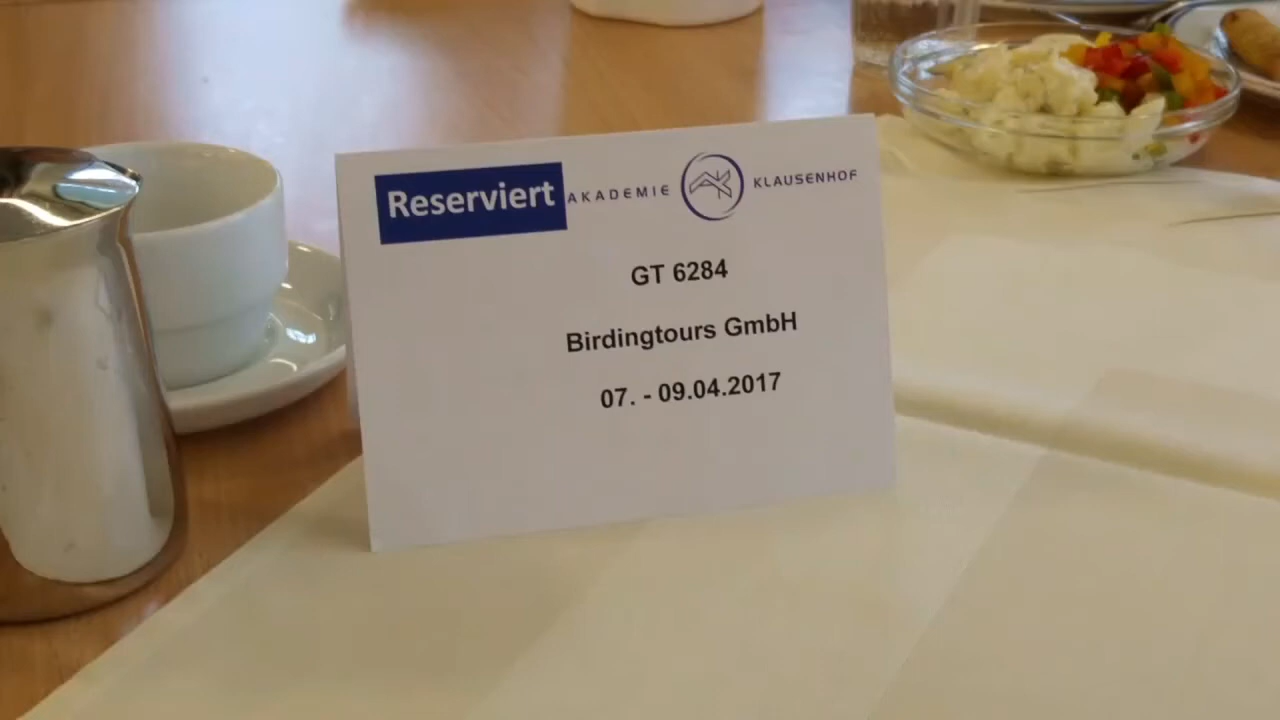 Reserviert AKADEMIE KLAUSENHOF
GT 6284
Birdingtours GmbH
07. - 09.04.2017